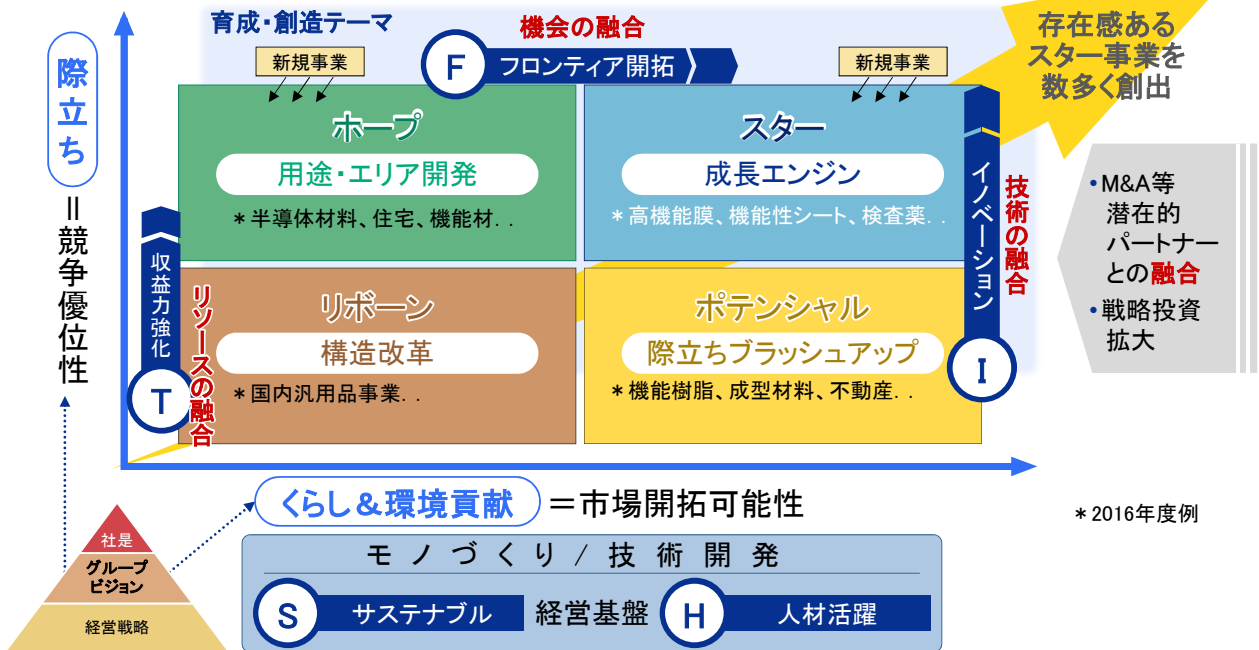 育成・創造テーマ
機会の融合
新規事業
F
フロンティア開拓
新規事業
存在感ある
スター事業を
数多く創出
際立ち
＝競争優位性
ホープ
用途・エリア開発
＊半導体材料、住宅、機能材．．
スター
成長エンジン
＊高機能膜、機能性シート、検査薬．．
イノベーション
I
技術の融合
・M&A等
潜在的
パートナー
との融合
・戦略投資
拡大
収益力強化
T
リソースの融合
リボーン
構造改革
＊国内汎用品事業．．
ポテンシャル
際立ちブラッシュアップ
＊機能樹脂、成型材料、不動産．．
くらし＆環境貢献
＝市場開拓可能性
＊2016年度例
社是
グループ
ビジョン
経営戦略
モノづくり/技術開発
S
サステナブル
経営基盤
H
人材活躍